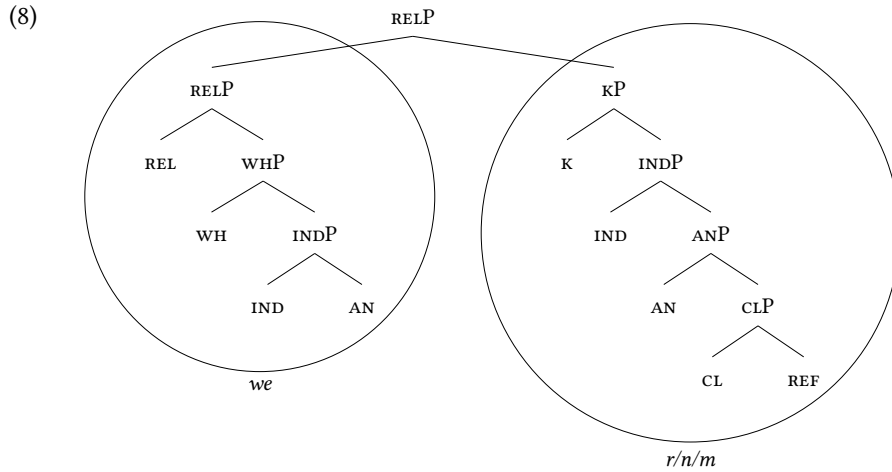 (8)
RELP
RELP KP
REL WHP K INDP
WH INDP IND ANP
IND AN AN CLP
we CL REF
r/n/m